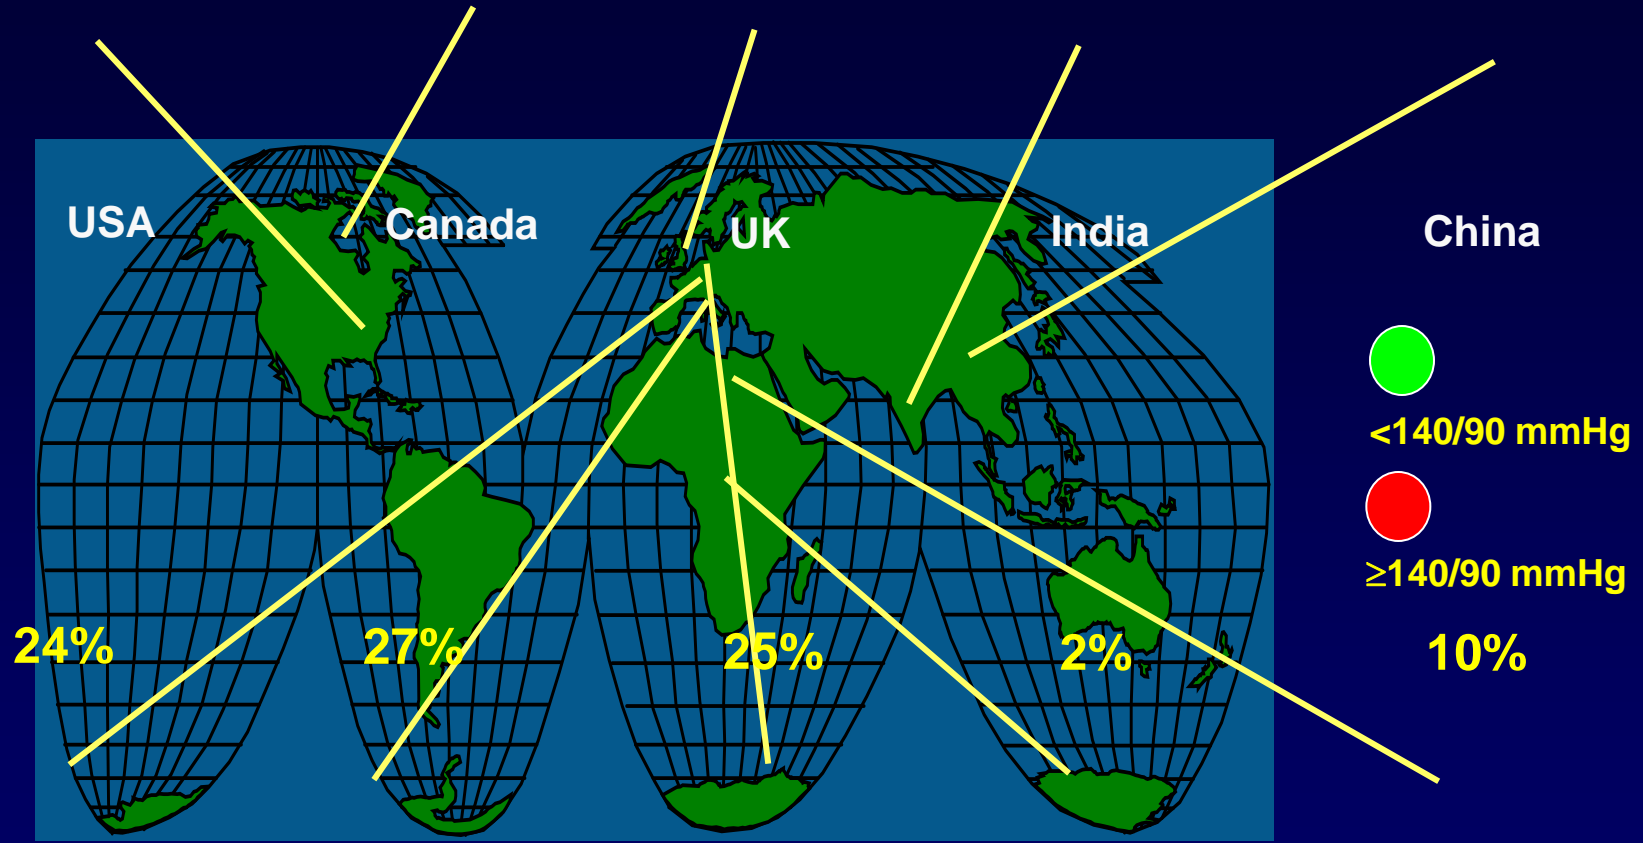 USA
Canada
UK
India
China
<140/90 mmHg
≥140/90 mmHg
24%
27%
25%
2%
10%